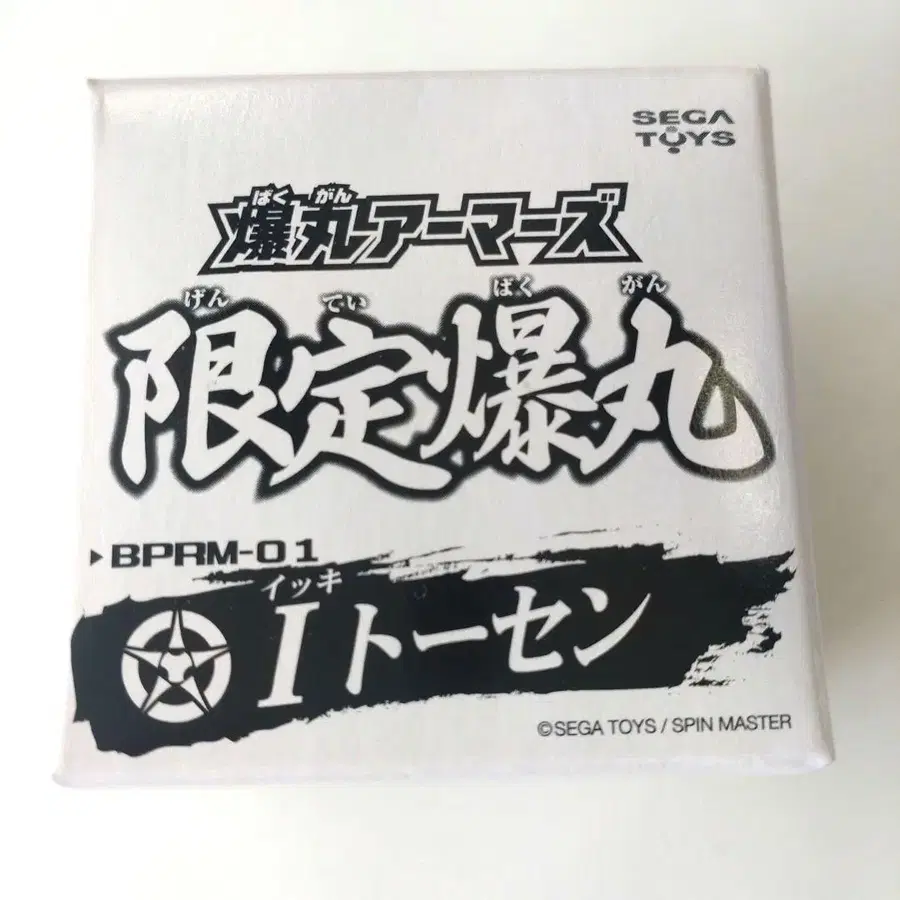 SEGA
TOYS
ばく がん
爆丸アーマーズ
げん てい ばく がん
限定爆丸
BPRM-01
イッキ
Iトーセン
©SEGA TOYS / SPIN MASTER